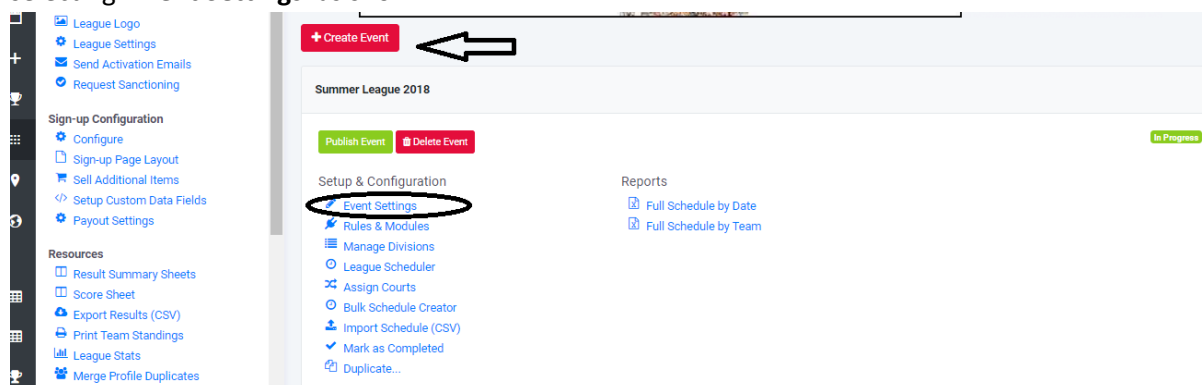 League Logo
League Settings
Send Activation Emails
Request Sanctioning
Sign-up Configuration
Configure
Sign-up Page Layout
Sell Additional Items
Setup Custom Data Fields
Payout Settings
Resources
Result Summary Sheets
Score Sheet
Export Results (CSV)
Print Team Standings
League Stats
Merge Profile Duplicates
Create Event
Summer League 2018
Publish Event Delete Event
In Progress
Setup & Configuration
Event Settings
Rules & Modules
Manage Divisions
League Scheduler
Assign Courts
Bulk Schedule Creator
Import Schedule (CSV)
Mark as Completed
Duplicate...
Reports
Full Schedule by Date
Full Schedule by Team